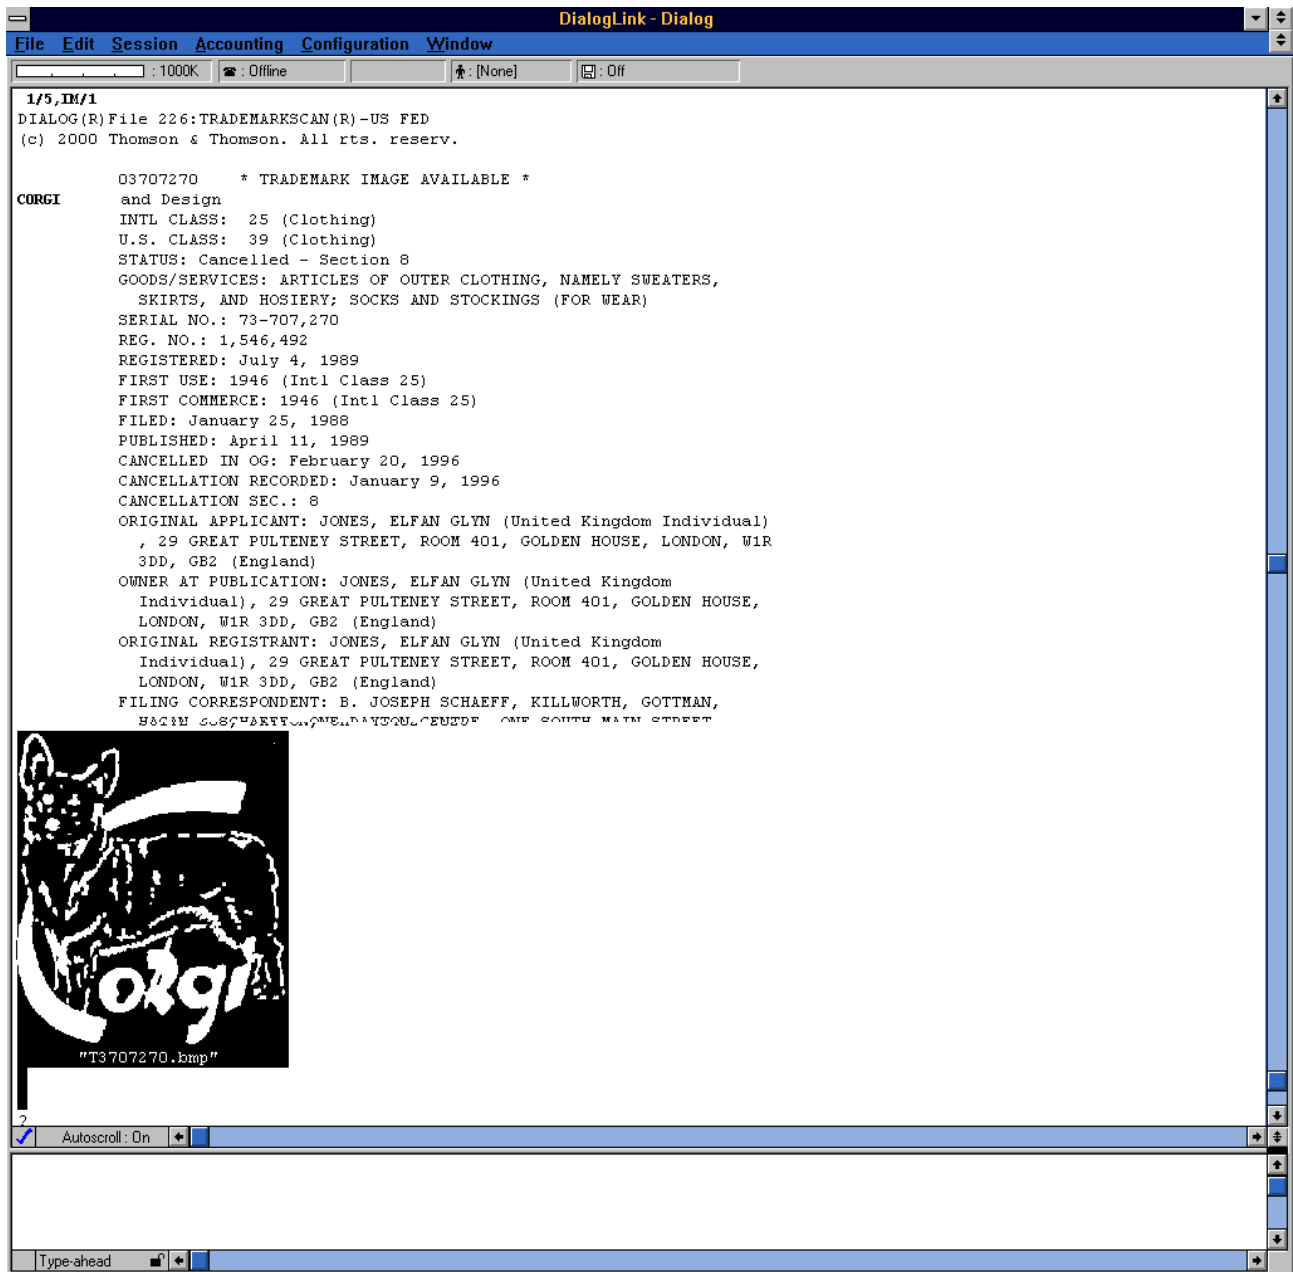 DialogLink - Dialog
File Edit Session Accounting Configuration Window
: 1000K : Offline : [None] : Off
1/5,IM/1
DIALOG(R)File 226:TRADEMARKSCAN(R)-US FED
(c) 2000 Thomson & Thomson. All rts. reserv.
03707270 * TRADEMARK IMAGE AVAILABLE *
CORGI and Design
INTL CLASS: 25 (Clothing)
U.S. CLASS: 39 (Clothing)
STATUS: Cancelled - Section 8
GOODS/SERVICES: ARTICLES OF OUTER CLOTHING, NAMELY SWEATERS,
SKIRTS, AND HOSIERY; SOCKS AND STOCKINGS (FOR WEAR)
SERIAL NO.: 73-707,270
REG. NO.: 1,546,492
REGISTERED: July 4, 1989
FIRST USE: 1946 (Intl Class 25)
FIRST COMMERCE: 1946 (Intl Class 25)
FILED: January 25, 1988
PUBLISHED: April 11, 1989
CANCELLED IN OG: February 20, 1996
CANCELLATION RECORDED: January 9, 1996
CANCELLATION SEC.: 8
ORIGINAL APPLICANT: JONES, ELFAN GLYN (United Kingdom Individual)
, 29 GREAT PULTENEY STREET, ROOM 401, GOLDEN HOUSE, LONDON, W1R
3DD, GB2 (England)
OWNER AT PUBLICATION: JONES, ELFAN GLYN (United Kingdom
Individual), 29 GREAT PULTENEY STREET, ROOM 401, GOLDEN HOUSE,
LONDON, W1R 3DD, GB2 (England)
ORIGINAL REGISTRANT: JONES, ELFAN GLYN (United Kingdom
Individual), 29 GREAT PULTENEY STREET, ROOM 401, GOLDEN HOUSE,
LONDON, W1R 3DD, GB2 (England)
FILING CORRESPONDENT: B. JOSEPH SCHAEFF, KILLWORTH, GOTTMAN,
ONE SOUTH MAIN STREET
Corgi
"T3707270.bmp"
?
Autoscroll : On
Type-ahead